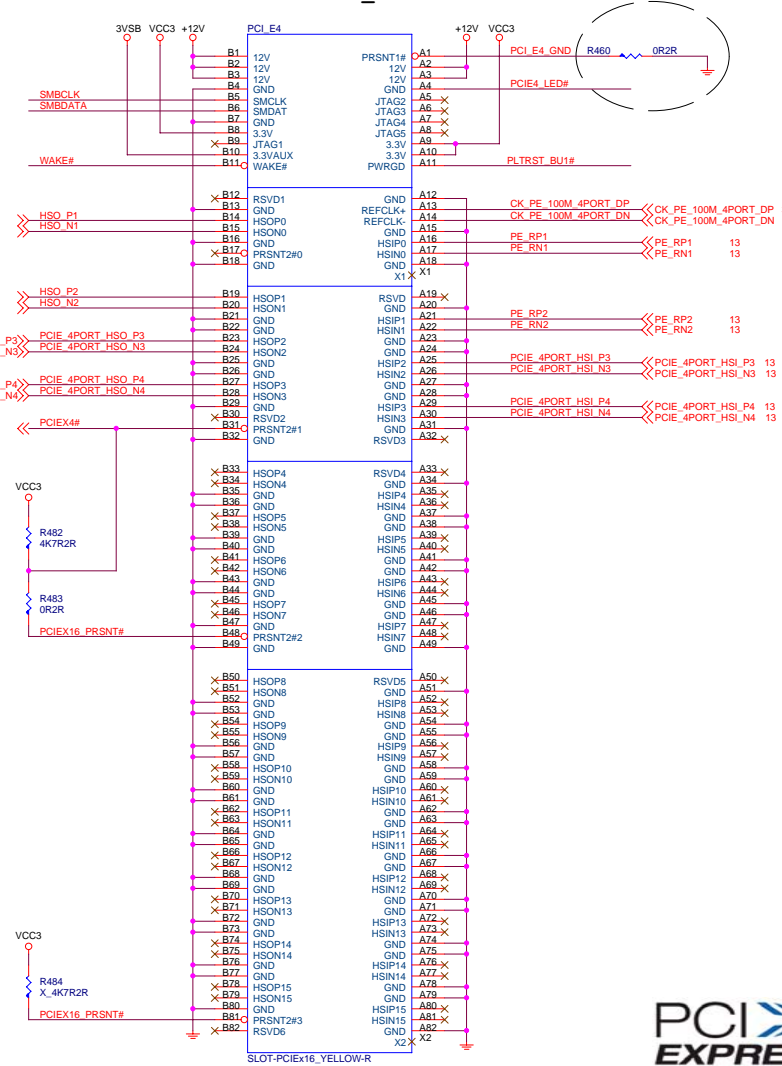 3VSB VCC3 +12V PCI_E4 +12V VCC3
B1 12V PRSNT1# A1 PCI_E4_GND R460 0R2R
B2 12V 12V A2
B3 12V 12V A3
B4 GND GND A4 PCIE4_LED#
SMBCLK B5 SMCLK JTAG2 A5
SMBDATA B6 SMDAT JTAG3 A6
B7 GND JTAG4 A7
B8 3.3V JTAG5 A8
B9 JTAG1 3.3V A9
B10 3.3VAUX 3.3V A10
WAKE# B11 WAKE# PWRGD A11 PLTRST_BU1#
B12 RSVD1 GND A12
B13 GND REFCLK+ A13 CK_PE_100M_4PORT_DP CK_PE_100M_4PORT_DP
HSO_P1 B14 HSOP0 REFCLK- A14 CK_PE_100M_4PORT_DN CK_PE_100M_4PORT_DN
HSO_N1 B15 HSON0 GND A15
B16 GND HSIP0 A16 PE_RP1 PE_RP1 13
B17 PRSNT2#0 HSIN0 A17 PE_RN1 PE_RN1 13
B18 GND GND A18
X1 X1
HSO_P2 B19 HSOP1 RSVD A19
HSO_N2 B20 HSON1 GND A20
B21 GND HSIP1 A21 PE_RP2 PE_RP2 13
B22 GND HSIN1 A22 PE_RN2 PE_RN2 13
_P3 PCIE_4PORT_HSO_P3 B23 HSOP2 GND A23
_N3 PCIE_4PORT_HSO_N3 B24 HSON2 GND A24
B25 GND HSIP2 A25 PCIE_4PORT_HSI_P3 PCIE_4PORT_HSI_P3 13
B26 GND HSIN2 A26 PCIE_4PORT_HSI_N3 PCIE_4PORT_HSI_N3 13
_P4 PCIE_4PORT_HSO_P4 B27 HSOP3 GND A27
_N4 PCIE_4PORT_HSO_N4 B28 HSON3 GND A28
B29 GND HSIP3 A29 PCIE_4PORT_HSI_P4 PCIE_4PORT_HSI_P4 13
B30 RSVD2 HSIN3 A30 PCIE_4PORT_HSI_N4 PCIE_4PORT_HSI_N4 13
PCIEX4# B31 PRSNT2#1 GND A31
B32 GND RSVD3 A32
B33 HSOP4 RSVD4 A33
B34 HSON4 GND A34
VCC3 B35 GND HSIP4 A35
B36 GND HSIN4 A36
B37 HSOP5 GND A37
B38 HSON5 GND A38
R482 B39 GND HSIP5 A39
4K7R2R B40 GND HSIN5 A40
B41 HSOP6 GND A41
B42 HSON6 GND A42
B43 GND HSIP6 A43
B44 GND HSIN6 A44
R483 B45 HSOP7 GND A45
0R2R B46 HSON7 GND A46
B47 GND HSIP7 A47
PCIEX16_PRSNT# B48 PRSNT2#2 HSIN7 A48
B49 GND GND A49
B50 HSOP8 RSVD5 A50
B51 HSON8 GND A51
B52 GND HSIP8 A52
B53 GND HSIN8 A53
B54 HSOP9 GND A54
B55 HSON9 GND A55
B56 GND HSIP9 A56
B57 GND HSIN9 A57
B58 HSOP10 GND A58
B59 HSON10 GND A59
B60 GND HSIP10 A60
B61 GND HSIN10 A61
B62 HSOP11 GND A62
B63 HSON11 GND A63
B64 GND HSIP11 A64
B65 GND HSIN11 A65
B66 HSOP12 GND A66
B67 HSON12 GND A67
B68 GND HSIP12 A68
B69 GND HSIN12 A69
B70 HSOP13 GND A70
B71 HSON13 GND A71
B72 GND HSIP13 A72
B73 GND HSIN13 A73
VCC3 B74 HSOP14 GND A74
B75 HSON14 GND A75
B76 GND HSIP14 A76
B77 GND HSIN14 A77
R484 B78 HSOP15 GND A78
X_4K7R2R B79 HSON15 GND A79
B80 GND HSIP15 A80
PCIEX16_PRSNT# B81 PRSNT2#3 HSIN15 A81
B82 RSVD6 GND A82
X2 X2
SLOT-PCIEx16_YELLOW-R
PCI
EXPRE